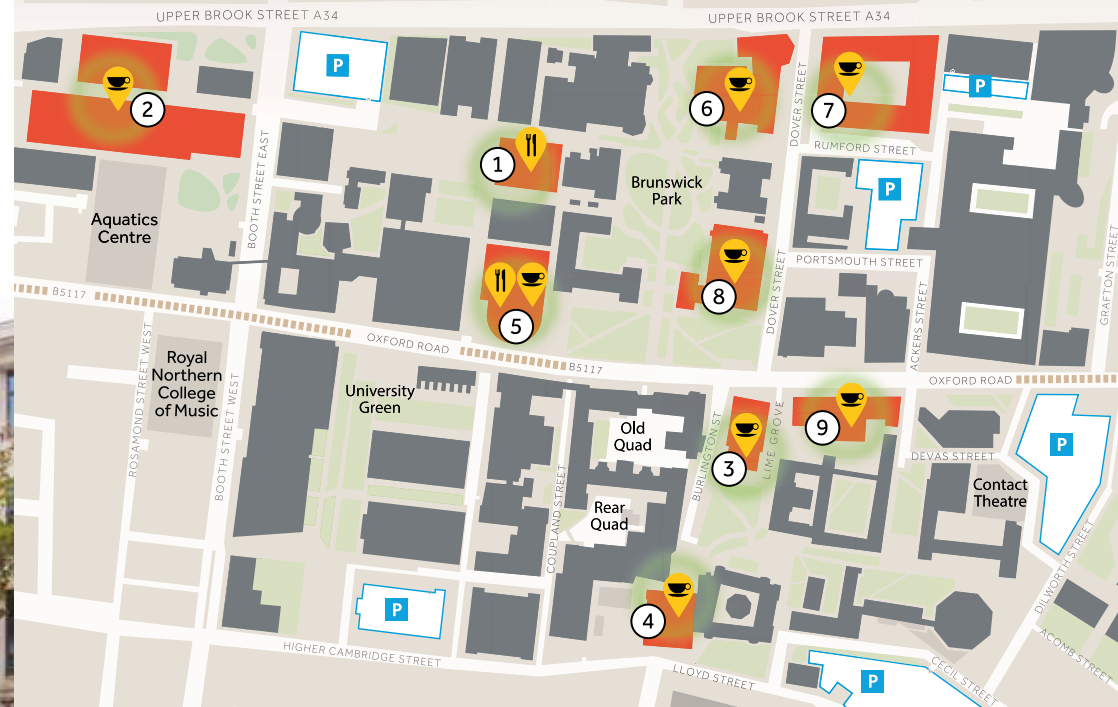 UPPER BROOK STREET A34
UPPER BROOK STREET A34
P
P
2
6
7
DOVER STREET
RUMFORD STREET
1
BOOTH STREET EAST
Brunswick
Park
P
Aquatics
Centre
GRAFTON STREET
PORTSMOUTH STREET
8
DOVER STREET
ACKERS STREET
5
B5117
OXFORD ROAD
B5117
OXFORD ROAD
ROSAMOND STREET WEST
Royal
Northern
College
of Music
BOOTH STREET WEST
University
Green
Old
Quad
BURLINGTON ST
3
LIME GROVE
9
P
DEVAS STREET
Contact
Theatre
COUPLAND STREET
Rear
Quad
DILWORTH STREET
P
4
HIGHER CAMBRIDGE STREET
LLOYD STREET
CECIL STREET
ACOMB STREET
P